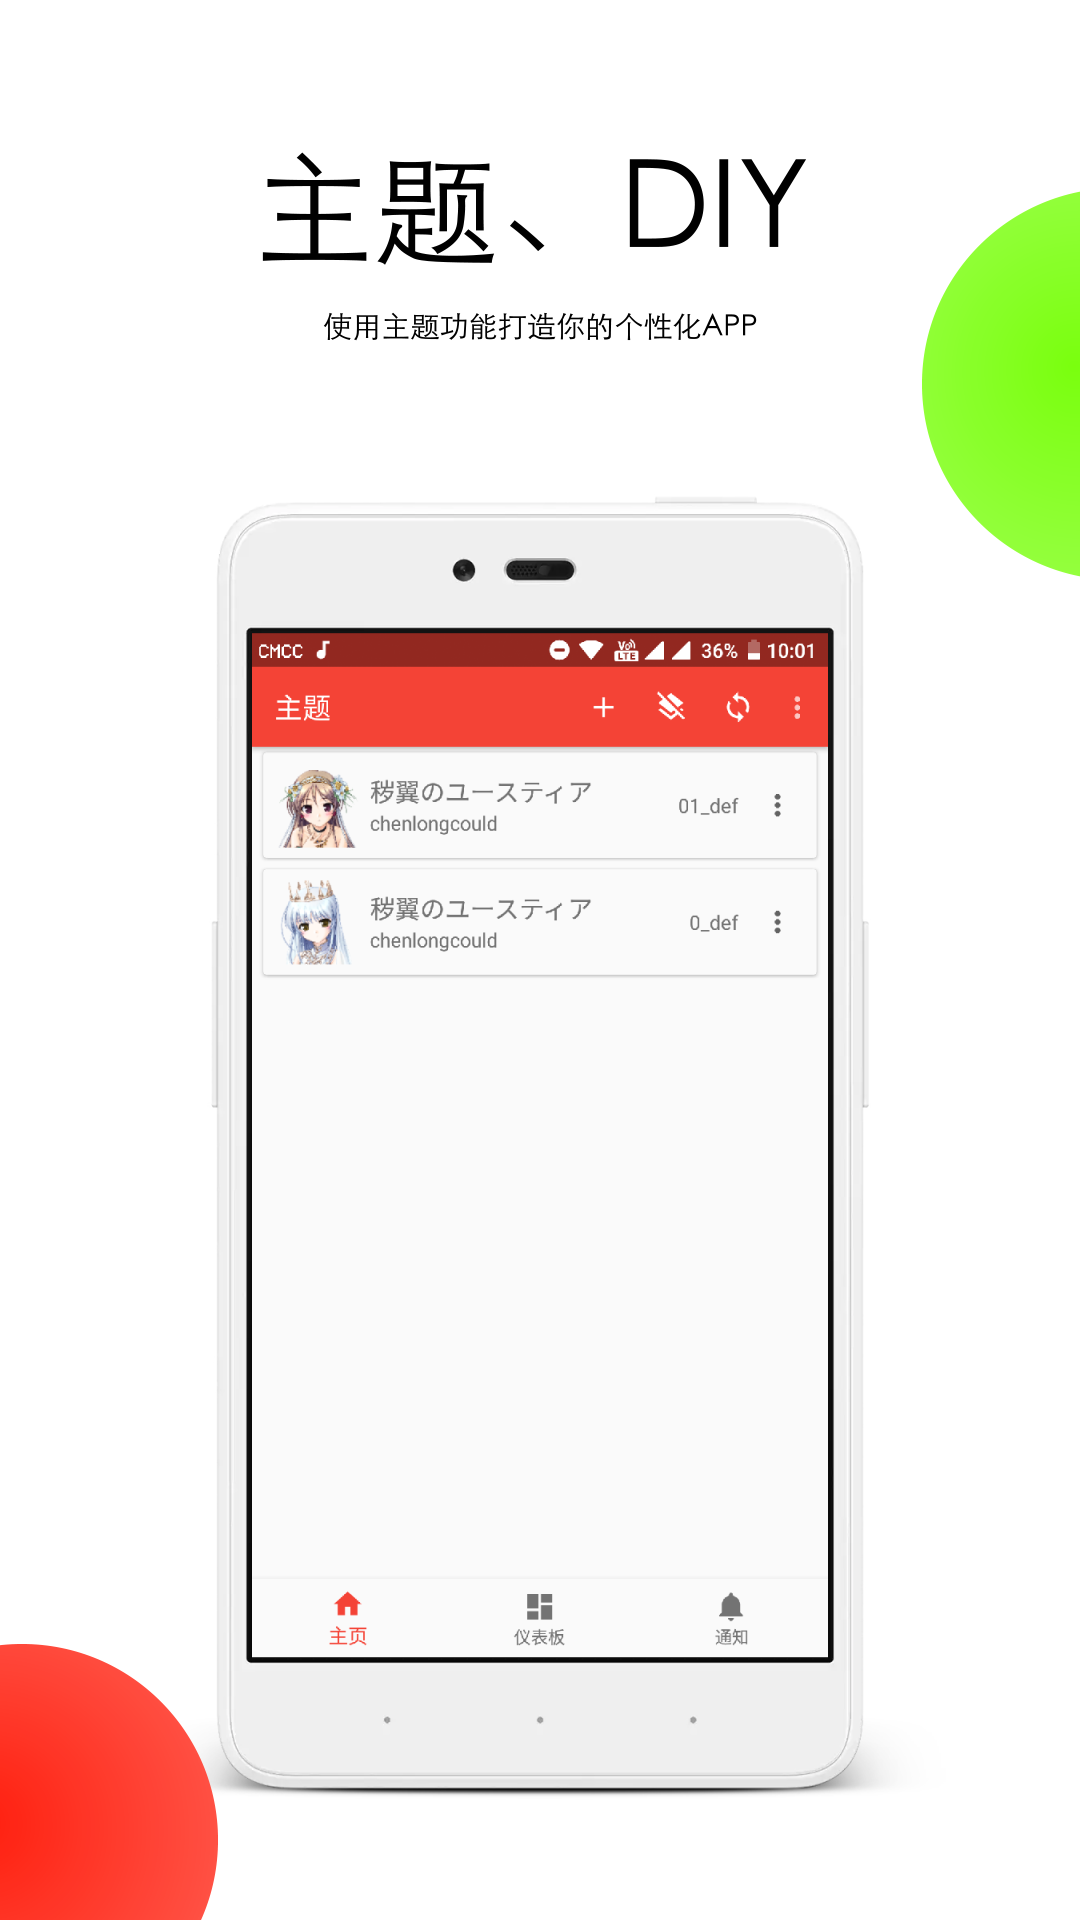 主题、DIY
使用主题功能打造你的个性化APP
CMCC 36% 10:01
VoLTE
主题
秽翼のユースティア
chenlongcould
01_def
秽翼のユースティア
chenlongcould
0_def
主页 仪表板 通知